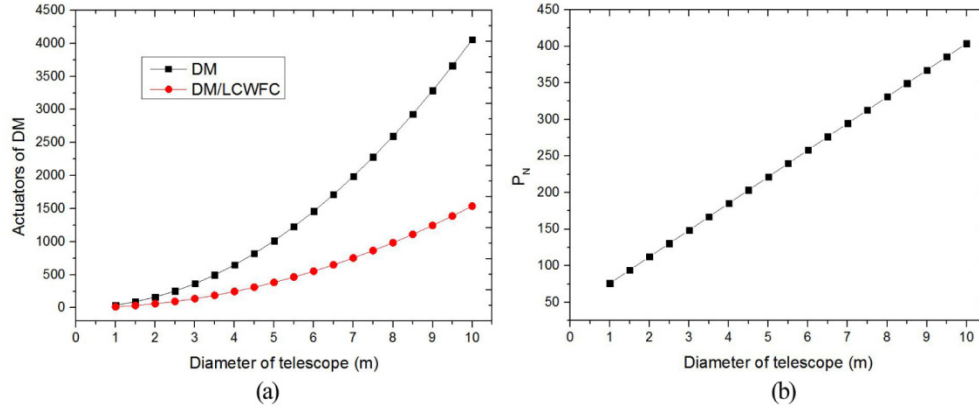 4500
4000
3500
3000
2500
2000
1500
1000
500
0
Actuators of DM
DM
DM/LCWFC
0 1 2 3 4 5 6 7 8 9 10
Diameter of telescope (m)
(a)
450
400
350
300
250
200
150
100
50
P_N
0 1 2 3 4 5 6 7 8 9 10
Diameter of telescope (m)
(b)